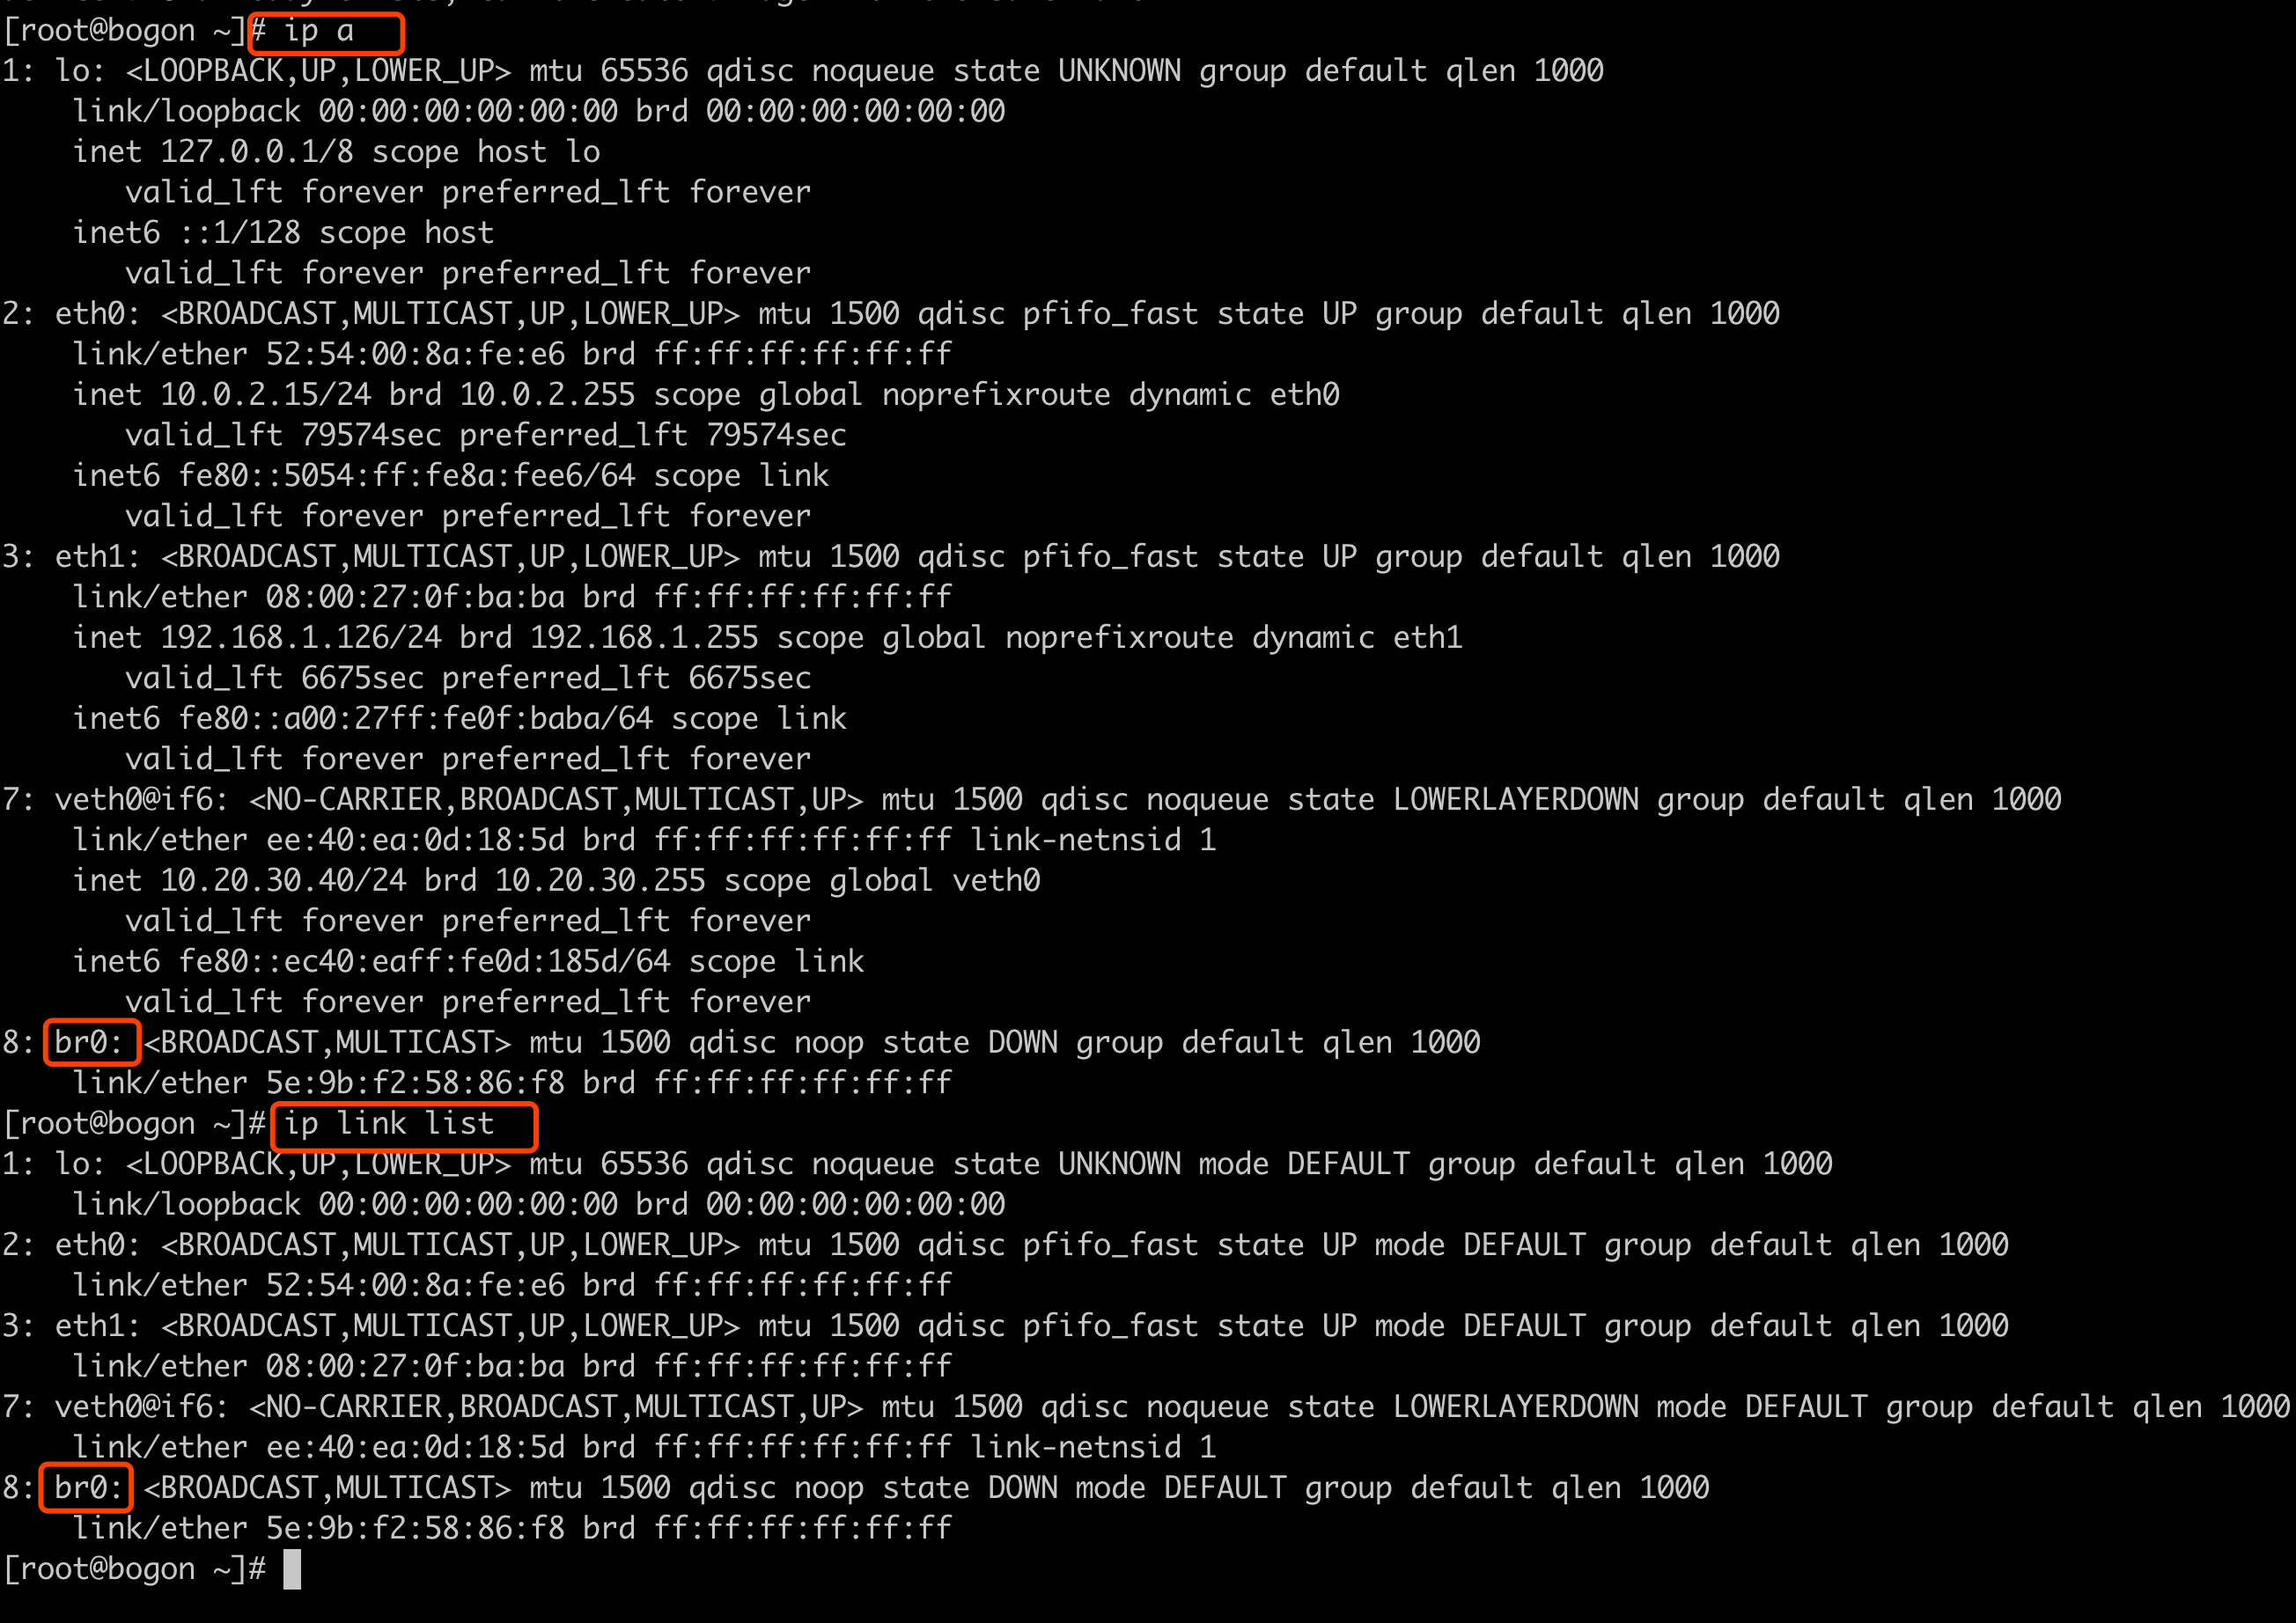 [root@bogon ~]# ip a
1: lo: <LOOPBACK,UP,LOWER_UP> mtu 65536 qdisc noqueue state UNKNOWN group default qlen 1000
    link/loopback 00:00:00:00:00:00 brd 00:00:00:00:00:00
    inet 127.0.0.1/8 scope host lo
       valid_lft forever preferred_lft forever
    inet6 ::1/128 scope host
       valid_lft forever preferred_lft forever
2: eth0: <BROADCAST,MULTICAST,UP,LOWER_UP> mtu 1500 qdisc pfifo_fast state UP group default qlen 1000
    link/ether 52:54:00:8a:fe:e6 brd ff:ff:ff:ff:ff:ff
    inet 10.0.2.15/24 brd 10.0.2.255 scope global noprefixroute dynamic eth0
       valid_lft 79574sec preferred_lft 79574sec
    inet6 fe80::5054:ff:fe8a:fee6/64 scope link
       valid_lft forever preferred_lft forever
3: eth1: <BROADCAST,MULTICAST,UP,LOWER_UP> mtu 1500 qdisc pfifo_fast state UP group default qlen 1000
    link/ether 08:00:27:0f:ba:ba brd ff:ff:ff:ff:ff:ff
    inet 192.168.1.126/24 brd 192.168.1.255 scope global noprefixroute dynamic eth1
       valid_lft 6675sec preferred_lft 6675sec
    inet6 fe80::a00:27ff:fe0f:baba/64 scope link
       valid_lft forever preferred_lft forever
7: veth0@if6: <NO-CARRIER,BROADCAST,MULTICAST,UP> mtu 1500 qdisc noqueue state LOWERLAYERDOWN group default qlen 1000
    link/ether ee:40:ea:0d:18:5d brd ff:ff:ff:ff:ff:ff link-netnsid 1
    inet 10.20.30.40/24 brd 10.20.30.255 scope global veth0
       valid_lft forever preferred_lft forever
    inet6 fe80::ec40:eaff:fe0d:185d/64 scope link
       valid_lft forever preferred_lft forever
8: br0: <BROADCAST,MULTICAST> mtu 1500 qdisc noop state DOWN group default qlen 1000
    link/ether 5e:9b:f2:58:86:f8 brd ff:ff:ff:ff:ff:ff
[root@bogon ~]# ip link list
1: lo: <LOOPBACK,UP,LOWER_UP> mtu 65536 qdisc noqueue state UNKNOWN mode DEFAULT group default qlen 1000
    link/loopback 00:00:00:00:00:00 brd 00:00:00:00:00:00
2: eth0: <BROADCAST,MULTICAST,UP,LOWER_UP> mtu 1500 qdisc pfifo_fast state UP mode DEFAULT group default qlen 1000
    link/ether 52:54:00:8a:fe:e6 brd ff:ff:ff:ff:ff:ff
3: eth1: <BROADCAST,MULTICAST,UP,LOWER_UP> mtu 1500 qdisc pfifo_fast state UP mode DEFAULT group default qlen 1000
    link/ether 08:00:27:0f:ba:ba brd ff:ff:ff:ff:ff:ff
7: veth0@if6: <NO-CARRIER,BROADCAST,MULTICAST,UP> mtu 1500 qdisc noqueue state LOWERLAYERDOWN mode DEFAULT group default qlen 1000
    link/ether ee:40:ea:0d:18:5d brd ff:ff:ff:ff:ff:ff link-netnsid 1
8: br0: <BROADCAST,MULTICAST> mtu 1500 qdisc noop state DOWN mode DEFAULT group default qlen 1000
    link/ether 5e:9b:f2:58:86:f8 brd ff:ff:ff:ff:ff:ff
[root@bogon ~]#